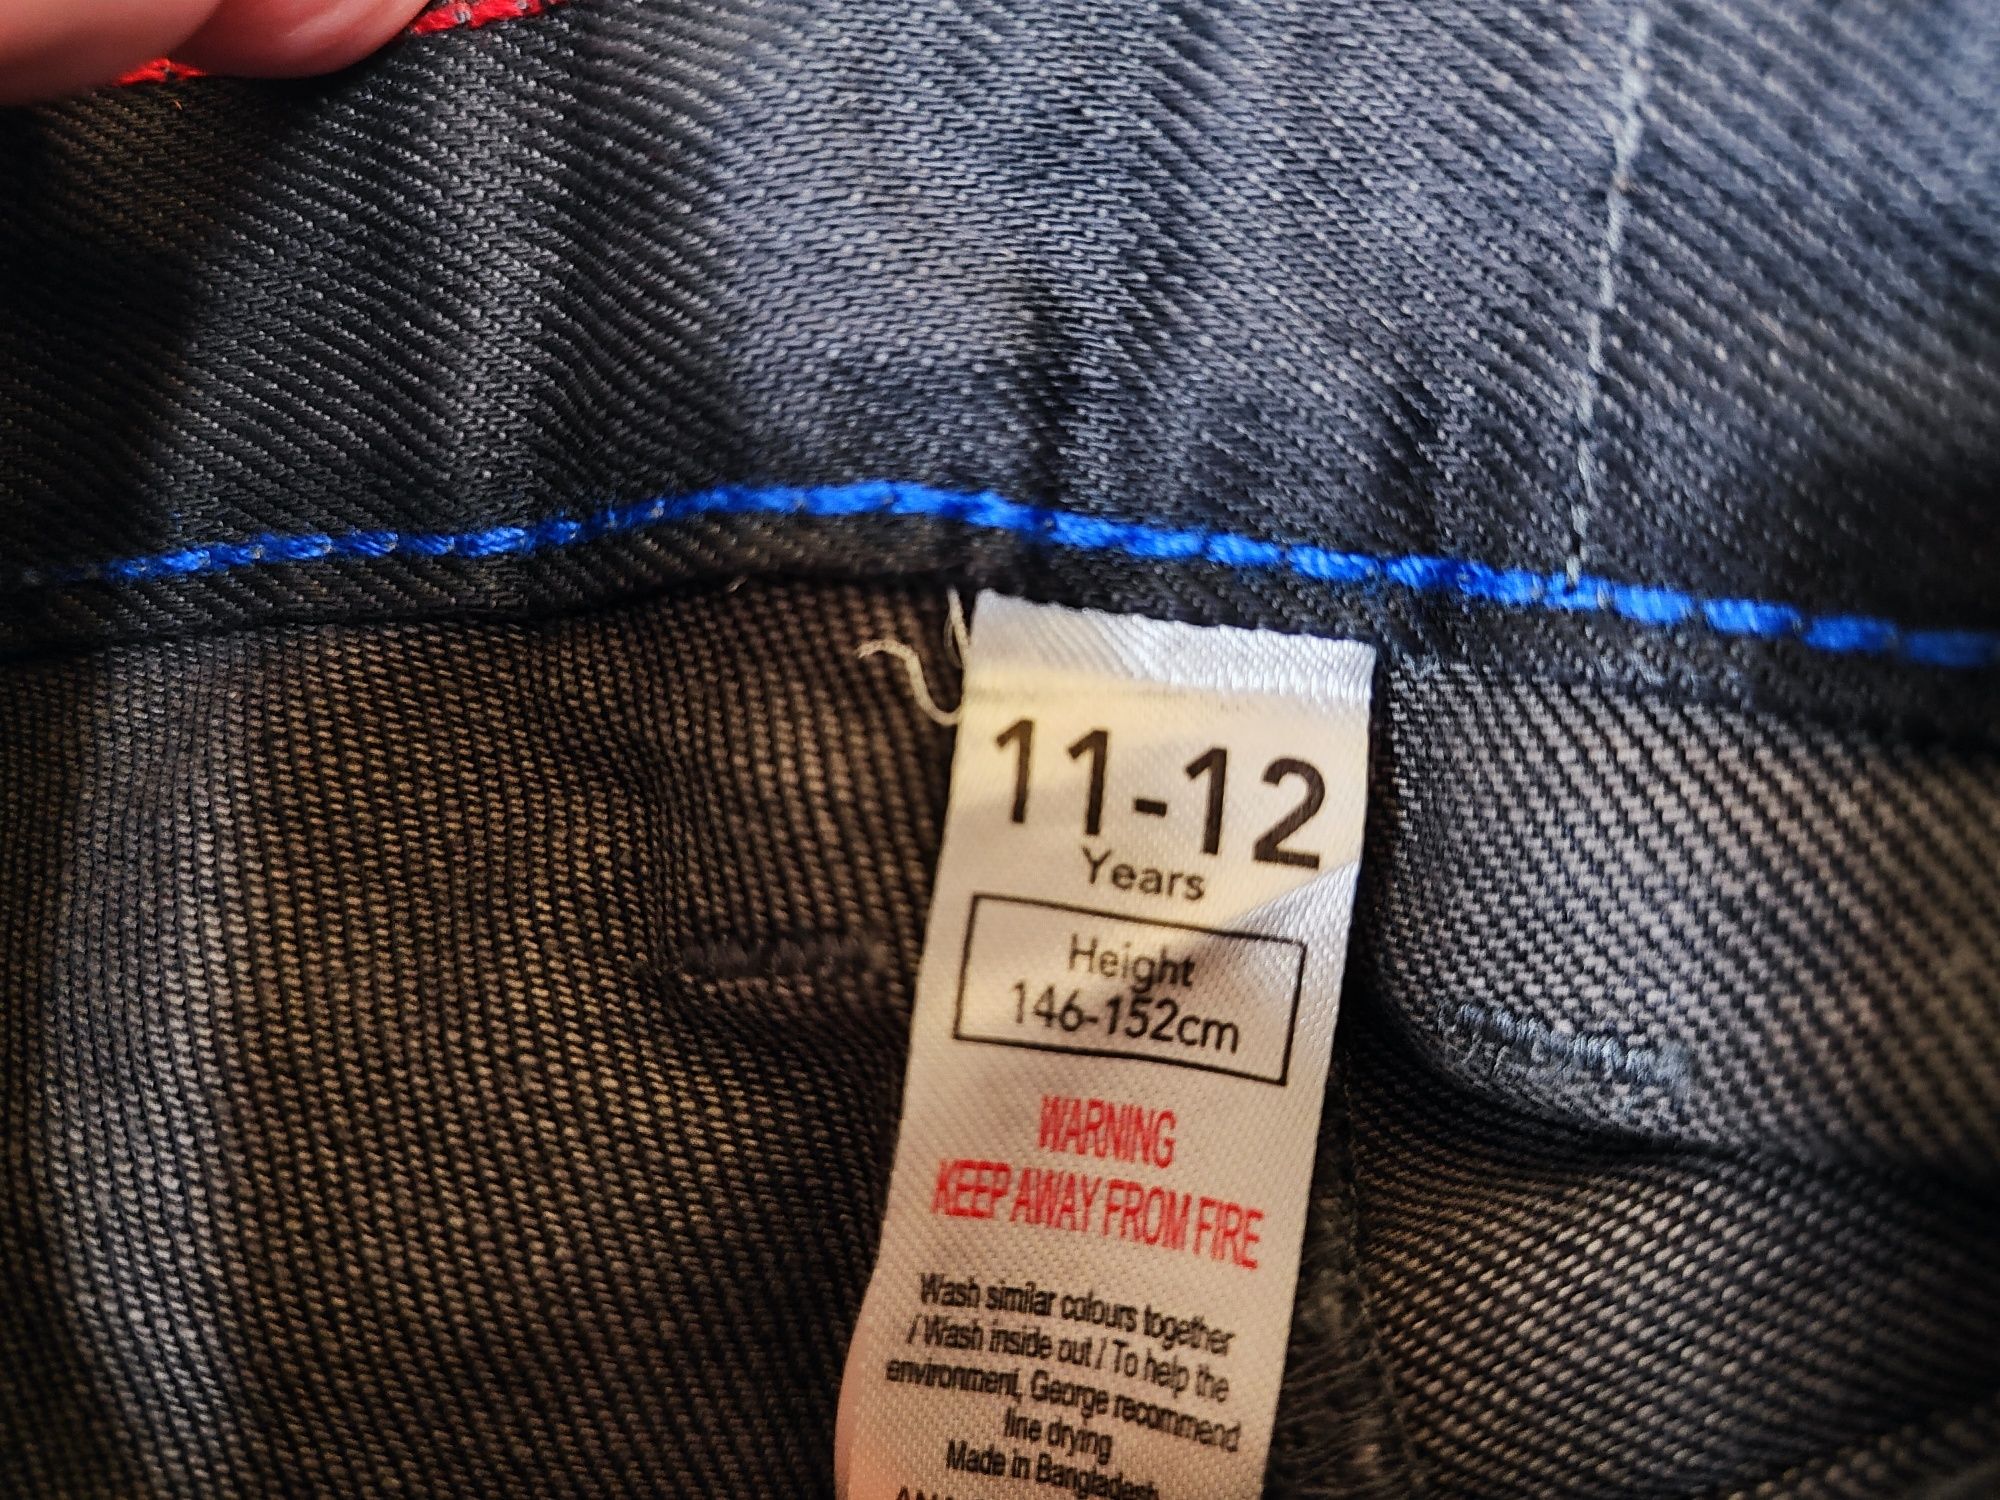 11-12
Years
Height
146-152cm
WARNING
KEEP AWAY FROM FIRE
Wash similar colours together
/ Wash inside out / To help the
environment, George recommend
line drying
Made in Bangladesh